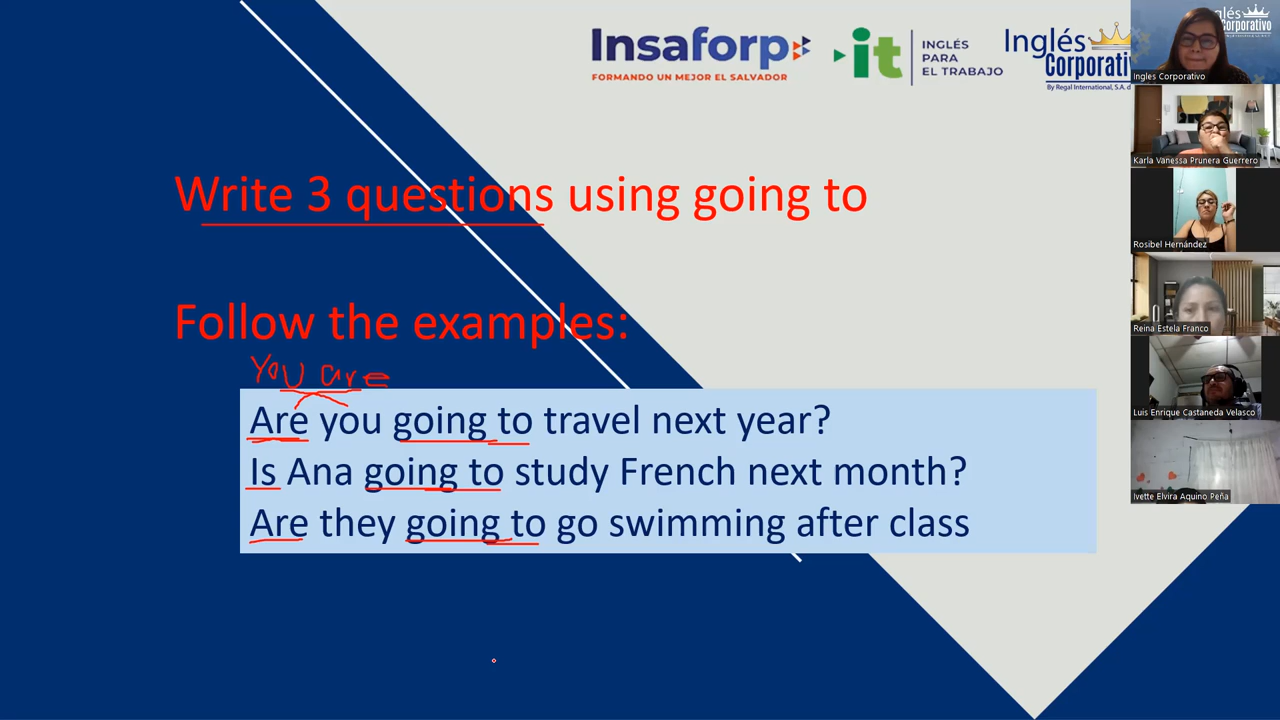 Insaforp
FORMANDO UN MEJOR EL SALVADOR
it
INGLÉS
PARA
EL TRABAJO
Inglés
Corporativ
By Regal International, S.A. d
glés
Corporativo
Ingles Corporativo
Karla Vanessa Prunera Guerrero
Rosibel Hernández
Reina Estela Franco
Luis Enrique Castaneda Velasco
Ivette Elvira Aquino Peña
Write 3 questions using going to
Follow the examples:
You are
Are you going to travel next year?
Is Ana going to study French next month?
Are they going to go swimming after class